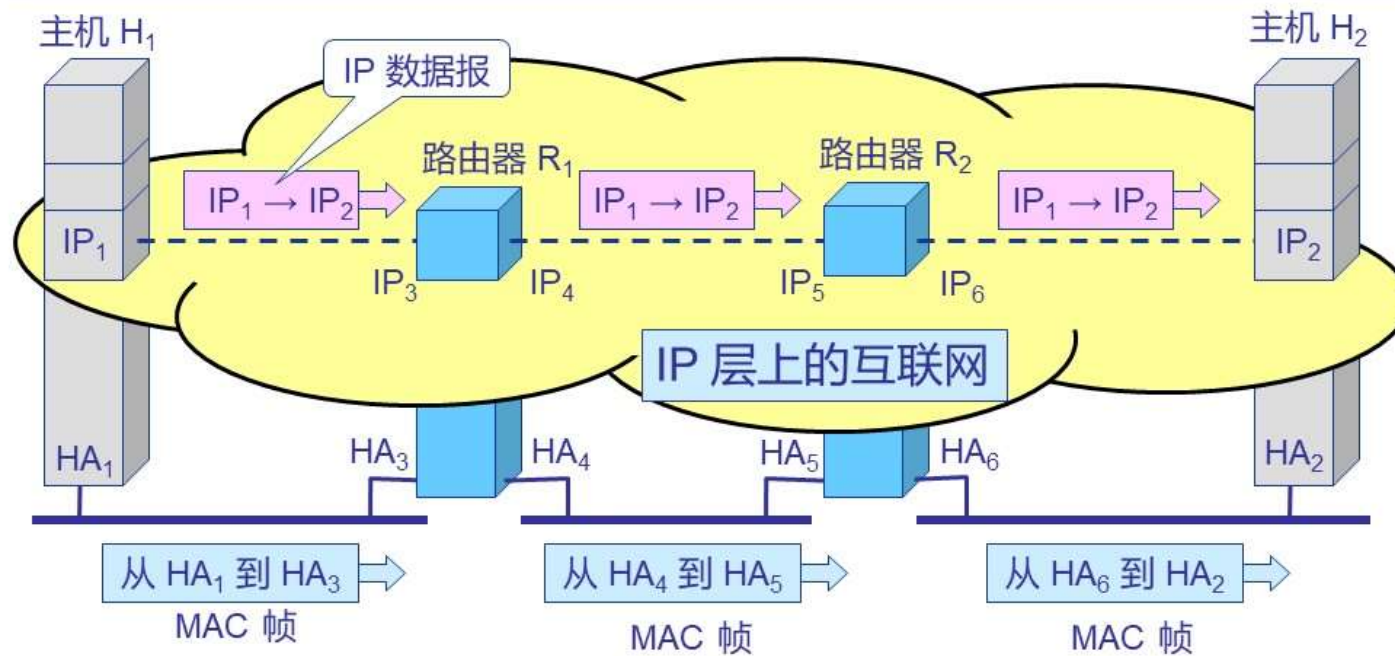 主机 H₁
主机 H₂
IP 数据报
路由器 R₁
路由器 R₂
IP₁ → IP₂
IP₁ → IP₂
IP₁ → IP₂
IP₁
IP₂
IP₃
IP₄
IP₅
IP₆
IP 层上的互联网
HA₁
HA₃
HA₄
HA₅
HA₆
HA₂
从 HA₁ 到 HA₃
从 HA₄ 到 HA₅
从 HA₆ 到 HA₂
MAC 帧
MAC 帧
MAC 帧